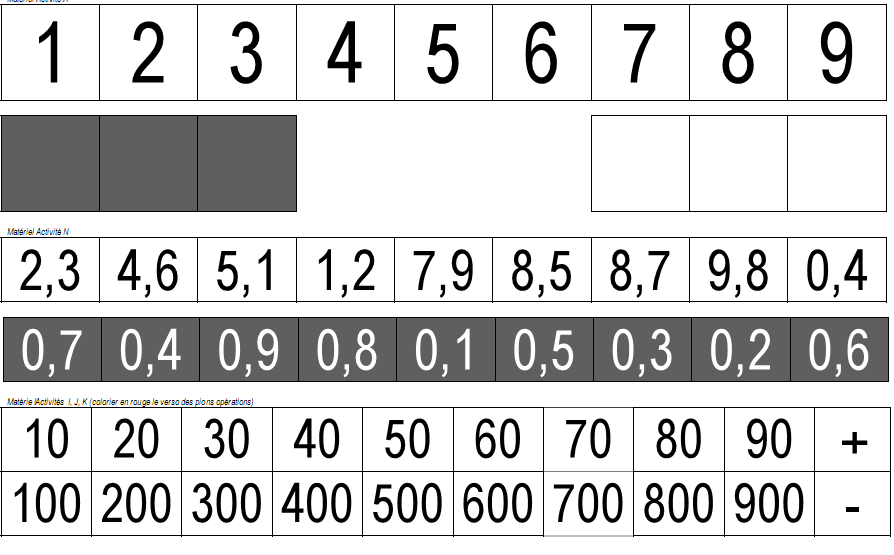 Matériel Activité A
1 2 3 4 5 6 7 8 9
Matériel Activité N
2,3 4,6 5,1 1,2 7,9 8,5 8,7 9,8 0,4
0,7 0,4 0,9 0,8 0,1 0,5 0,3 0,2 0,6
Matérie lActivités I, J, K (colorier en rouge le verso des pions opérations)
10 20 30 40 50 60 70 80 90 +
100 200 300 400 500 600 700 800 900 -